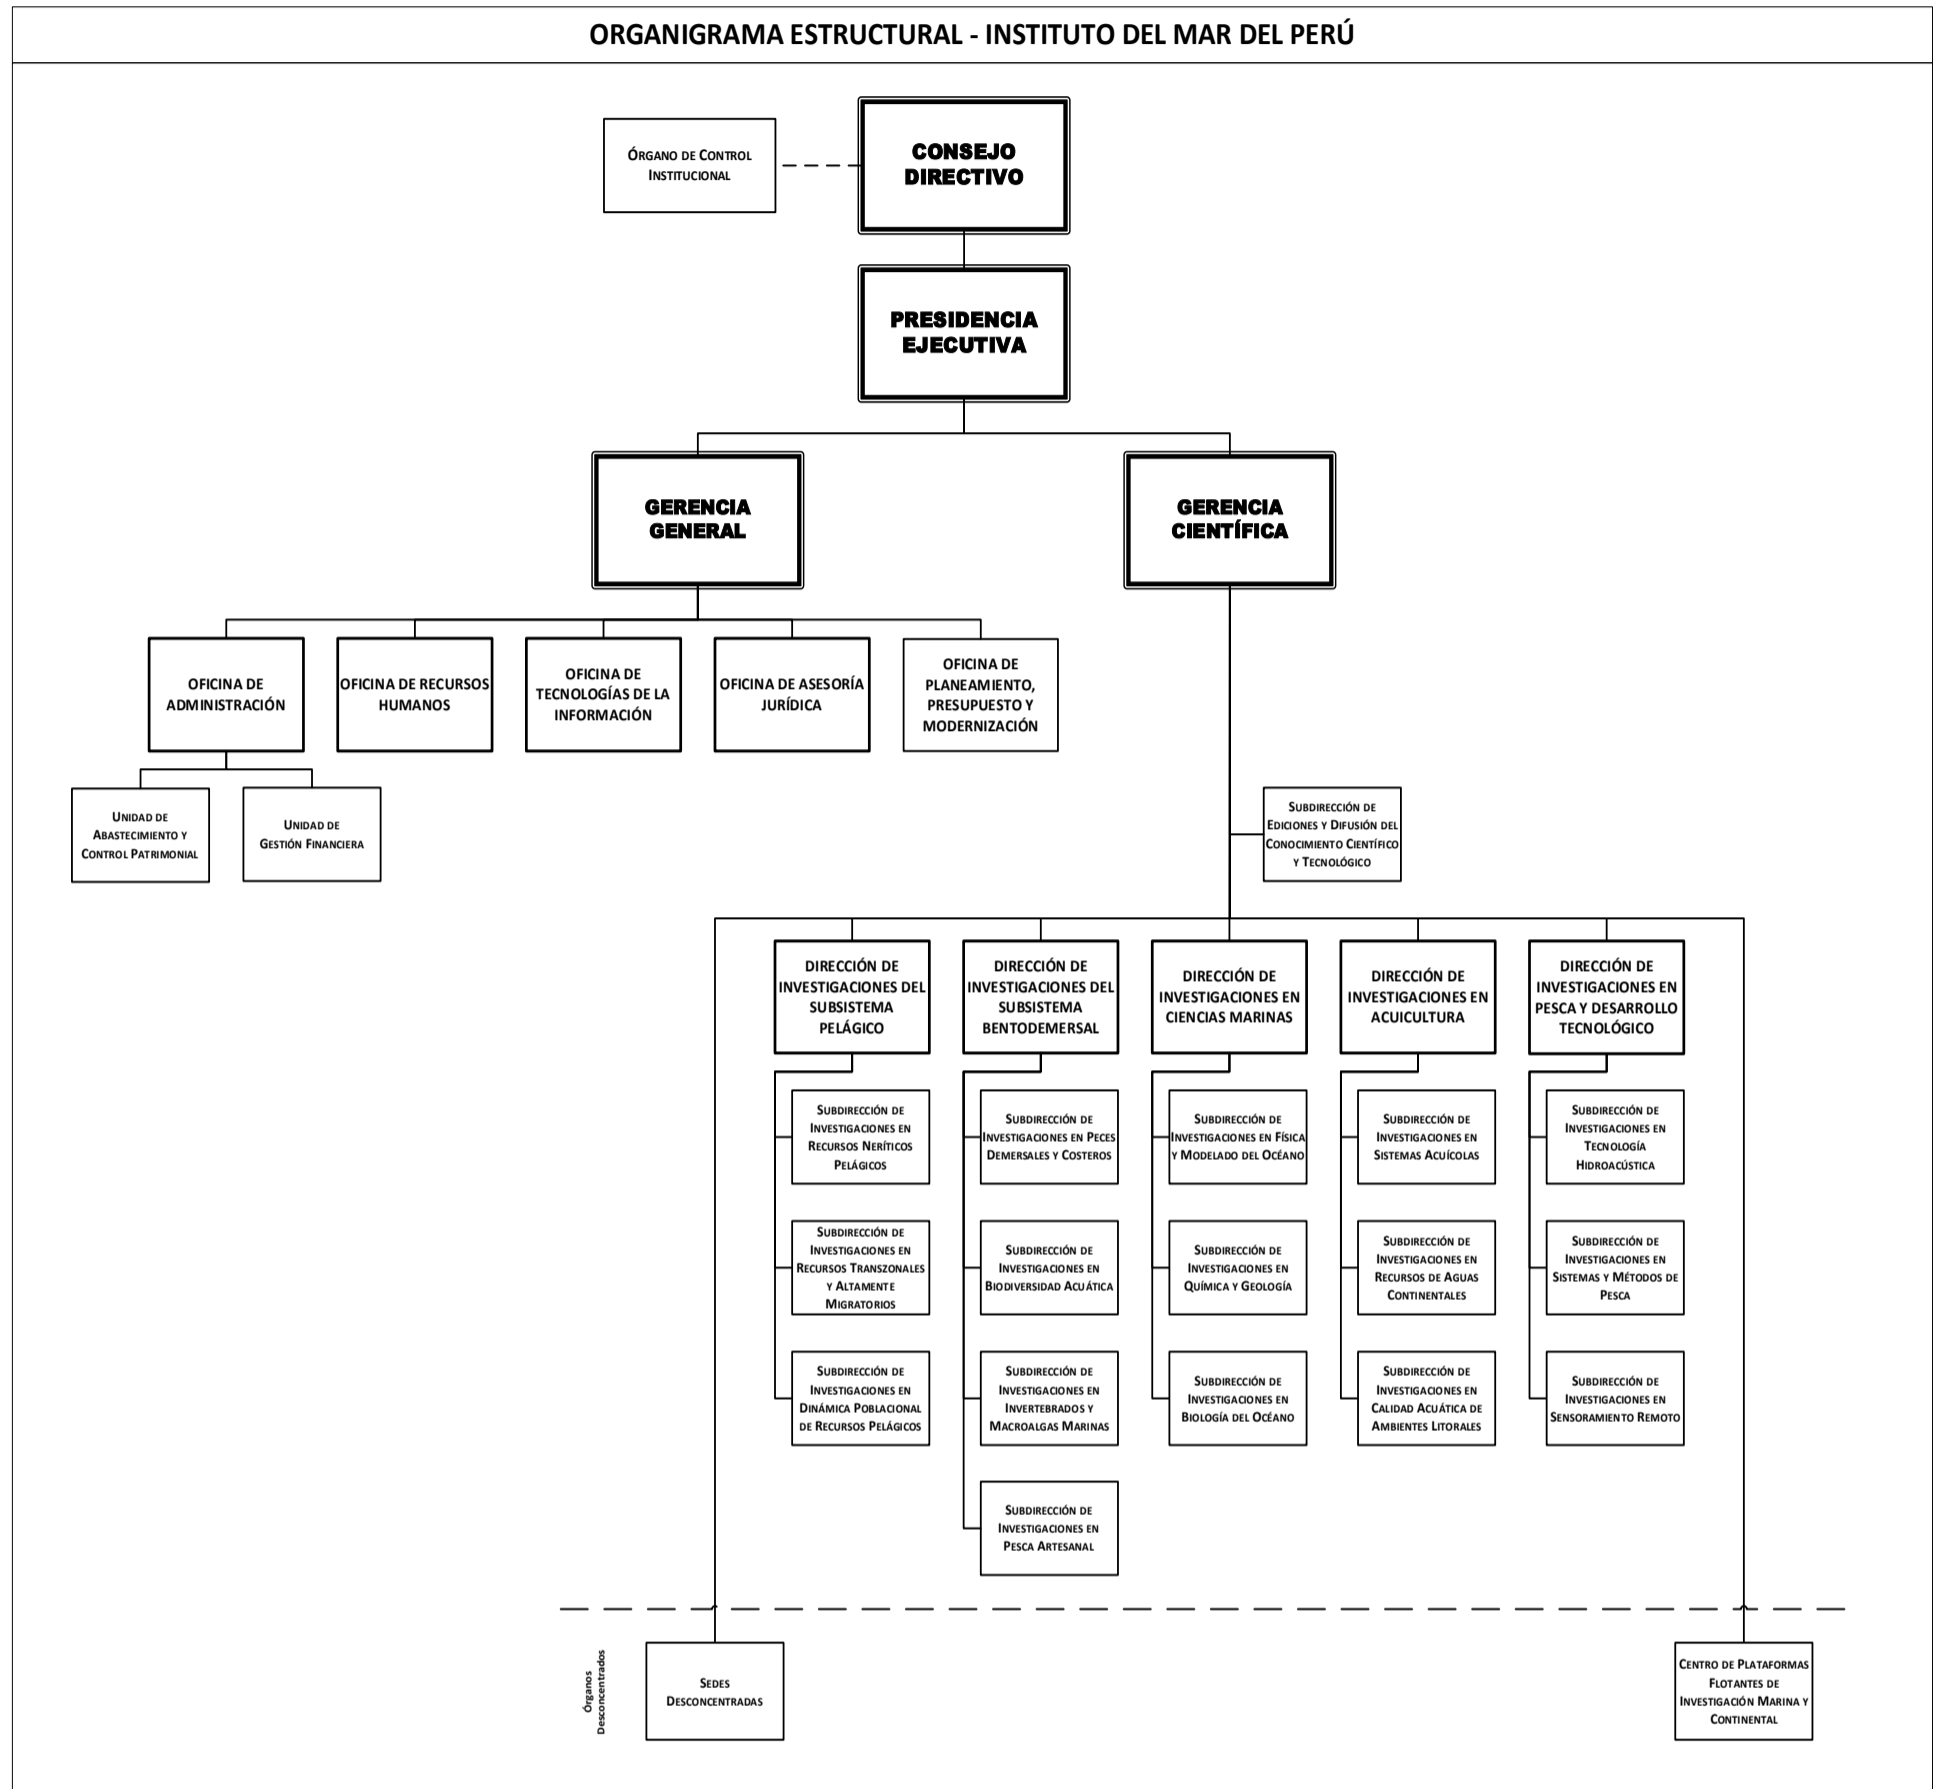 ORGANIGRAMA ESTRUCTURAL - INSTITUTO DEL MAR DEL PERÚ
ÓRGANO DE CONTROL
INSTITUCIONAL
CONSEJO
DIRECTIVO
PRESIDENCIA
EJECUTIVA
GERENCIA
GENERAL
GERENCIA
CIENTÍFICA
OFICINA DE
ADMINISTRACIÓN
OFICINA DE RECURSOS
HUMANOS
OFICINA DE
TECNOLOGÍAS DE LA
INFORMACIÓN
OFICINA DE ASESORÍA
JURÍDICA
OFICINA DE
PLANEAMIENTO,
PRESUPUESTO Y
MODERNIZACIÓN
UNIDAD DE
ABASTECIMIENTO Y
CONTROL PATRIMONIAL
UNIDAD DE
GESTIÓN FINANCIERA
SUBDIRECCIÓN DE
EDICIONES Y DIFUSIÓN DEL
CONOCIMIENTO CIENTÍFICO
Y TECNOLÓGICO
DIRECCIÓN DE
INVESTIGACIONES DEL
SUBSISTEMA
PELÁGICO
DIRECCIÓN DE
INVESTIGACIONES DEL
SUBSISTEMA
BENTODEMERSAL
DIRECCIÓN DE
INVESTIGACIONES EN
CIENCIAS MARINAS
DIRECCIÓN DE
INVESTIGACIONES EN
ACUICULTURA
DIRECCIÓN DE
INVESTIGACIONES EN
PESCA Y DESARROLLO
TECNOLÓGICO
SUBDIRECCIÓN DE
INVESTIGACIONES EN
RECURSOS NERÍTICOS
PELÁGICOS
SUBDIRECCIÓN DE
INVESTIGACIONES EN PECES
DEMERSALES Y COSTEROS
SUBDIRECCIÓN DE
INVESTIGACIONES EN FÍSICA
Y MODELADO DEL OCÉANO
SUBDIRECCIÓN DE
INVESTIGACIONES EN
SISTEMAS ACUÍCOLAS
SUBDIRECCIÓN DE
INVESTIGACIONES EN
TECNOLOGÍA
HIDROACÚSTICA
SUBDIRECCIÓN DE
INVESTIGACIONES EN
RECURSOS TRANSZONALES
Y ALTAMENTE
MIGRATORIOS
SUBDIRECCIÓN DE
INVESTIGACIONES EN
BIODIVERSIDAD ACUÁTICA
SUBDIRECCIÓN DE
INVESTIGACIONES EN
QUÍMICA Y GEOLOGÍA
SUBDIRECCIÓN DE
INVESTIGACIONES EN
RECURSOS DE AGUAS
CONTINENTALES
SUBDIRECCIÓN DE
INVESTIGACIONES EN
SISTEMAS Y MÉTODOS DE
PESCA
SUBDIRECCIÓN DE
INVESTIGACIONES EN
DINÁMICA POBLACIONAL
DE RECURSOS PELÁGICOS
SUBDIRECCIÓN DE
INVESTIGACIONES EN
INVERTEBRADOS Y
MACROALGAS MARINAS
SUBDIRECCIÓN DE
INVESTIGACIONES EN
BIOLOGÍA DEL OCÉANO
SUBDIRECCIÓN DE
INVESTIGACIONES EN
CALIDAD ACUÁTICA DE
AMBIENTES LITORALES
SUBDIRECCIÓN DE
INVESTIGACIONES EN
SENSORAMIENTO REMOTO
SUBDIRECCIÓN DE
INVESTIGACIONES EN
PESCA ARTESANAL
Órganos
Desconcentrados
SEDES
DESCONCENTRADAS
CENTRO DE PLATAFORMAS
FLOTANTES DE
INVESTIGACIÓN MARINA Y
CONTINENTAL